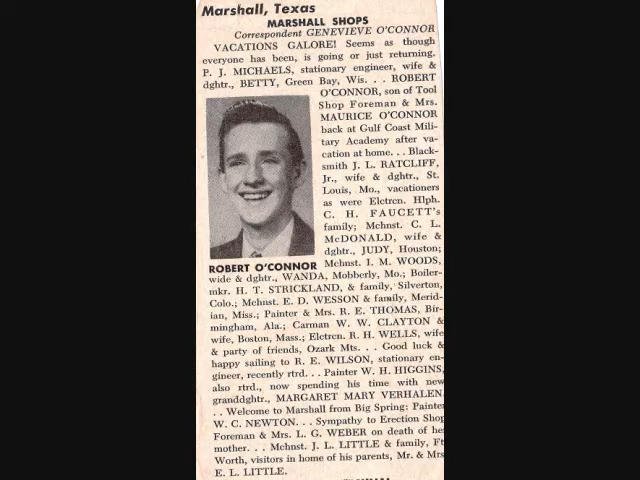 Marshall, Texas
MARSHALL SHOPS
Correspondent GENEVIEVE O'CONNOR
VACATIONS GALORE! Seems as though
everyone has been, is going or just returning.
P. J. MICHAELS, stationary engineer, wife &
dghtr., BETTY, Green Bay, Wis. . . ROBERT
O'CONNOR, son of Tool
Shop Foreman & Mrs.
MAURICE O'CONNOR
back at Gulf Coast Mili-
tary Academy after va-
cation at home. . . Black-
smith J. L. RATCLIFF,
Jr., wife & dghtr., St.
Louis, Mo., vacationers
as were Elctrcn. Hlph.
C. H. FAUCETT's
family; Mchnst. C. L.
McDONALD, wife &
dghtr., JUDY, Houston;
Mchnst. I. M. WOODS,
ROBERT O'CONNOR
wide & dghtr., WANDA, Mobberly, Mo.; Boiler-
mkr. H. T. STRICKLAND, & family, Silverton,
Colo.; Mchnst. E. D. WESSON & family, Merid-
ian, Miss.; Painter & Mrs. R. E. THOMAS, Bir-
mingham, Ala.; Carman W. W. CLAYTON &
wife, Boston, Mass.; Elctrcn. R. H. WELLS, wife
& party of friends, Ozark Mts. . . Good luck &
happy sailing to R. E. WILSON, stationary en-
gineer, recently rtrd. . . Painter W. H. HIGGINS,
also rtrd., now spending his time with new
granddghtr., MARGARET MARY VERHALEN.
. . Welcome to Marshall from Big Spring: Painter
W. C. NEWTON. . . Sympathy to Erection Shop
Foreman & Mrs. L. G. WEBER on death of her
mother. . . Mchnst. J. L. LITTLE & family, Ft
Worth, visitors in home of his parents, Mr. & Mrs
E. L. LITTLE.